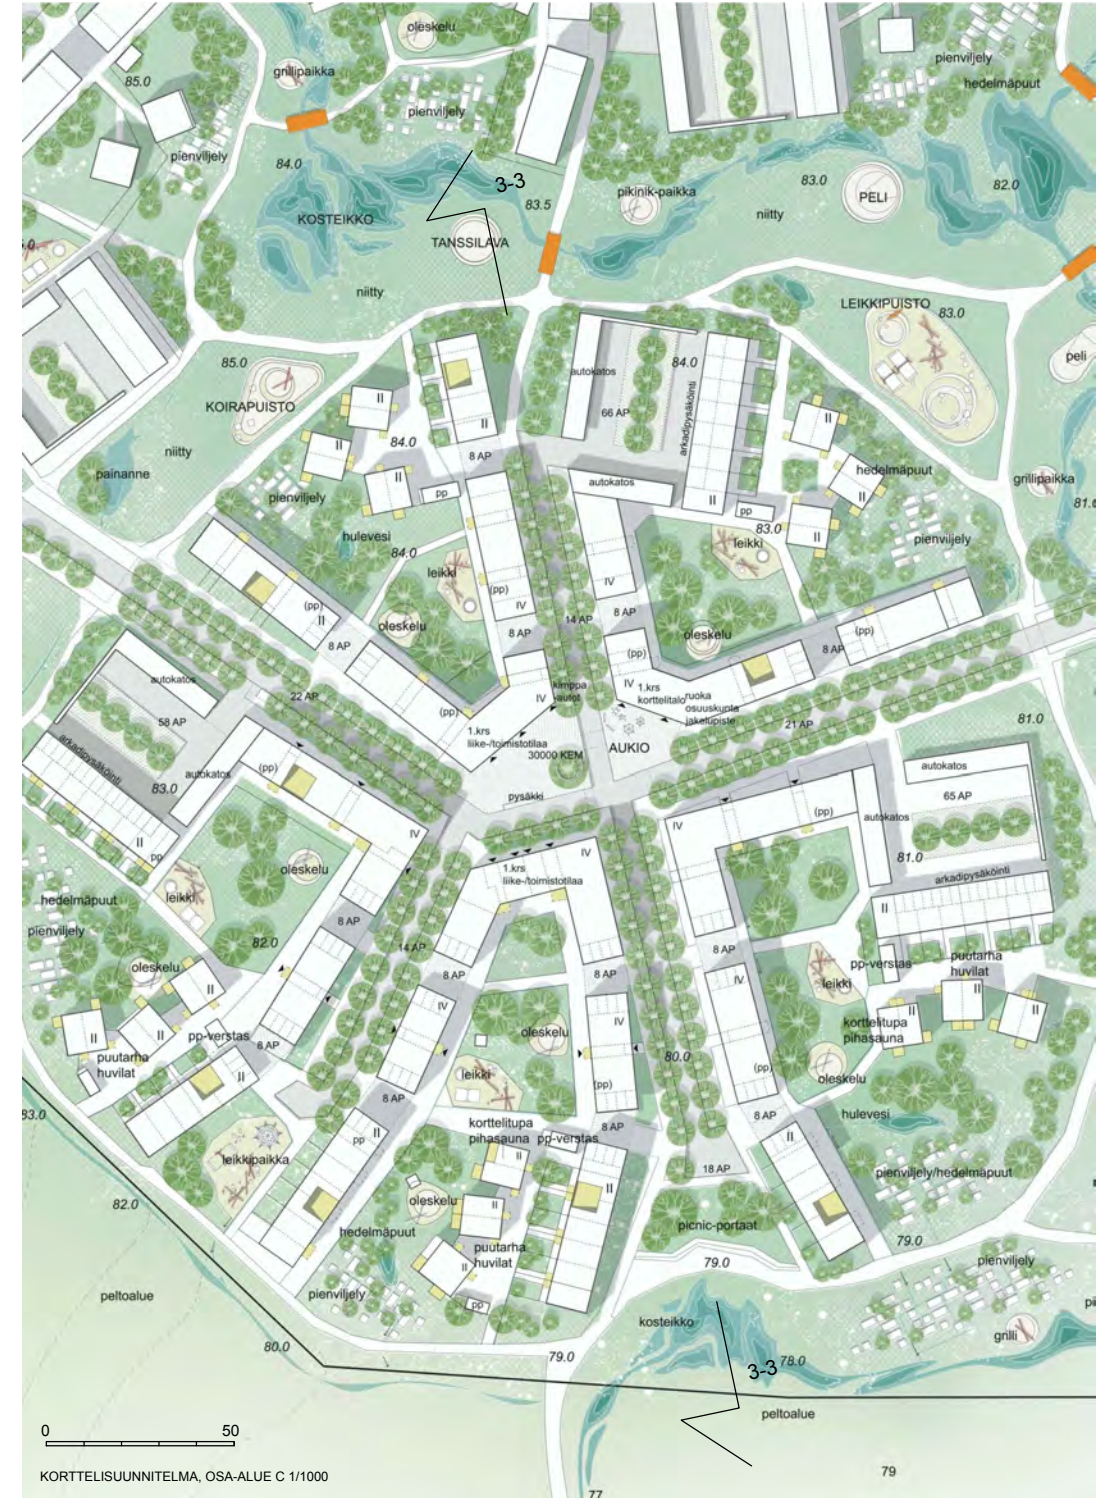 oleskelu
grillipaikka
85.0
pienviljely
pienviljely
hedelmäpuut
pienviljely
84.0
3-3
83.5
pikinik-paikka
83.0
PELI
82.0
KOSTEIKKO
TANSSILAVA
niitty
niitty
LEIKKIPUISTO
83.0
peli
85.0
KOIRAPUISTO
niitty
painanne
autokatos
66 AP
84.0
arkadipysäköinti
II
II
II
II
84.0
8 AP
pp
pienviljely
hulevesi
84.0
leikki
oleskelu
autokatos
II
pp
83.0
leikki
II
hedelmäpuut
II
II
pienviljely
grillipaikka
(pp)
IV
IV
14 AP
8 AP
8 AP
(pp)
II
8 AP
oleskelu
(pp)
8 AP
(pp)
IV
kimppa
-autot
IV
1.krs
korttelitalo
ruoka
osuuskunta
jakelupiste
22 AP
(pp)
1.krs
liike-/toimistotilaa
30000 KEM
AUKIO
21 AP
81.0
autokatos
58 AP
arkadipysäköinti
autokatos
83.0
(pp)
IV
pysäkki
IV
(pp)
autokatos
65 AP
autokatos
81.0
arkadipysäköinti
II
II
pp
1.krs
liike-/toimistotilaa
IV
oleskelu
leikki
hedelmäpuut
pienviljely
82.0
8 AP
14 AP
8 AP
8 AP
8 AP
oleskelu
II
II
II
pp-verstas
8 AP
puutarha
huvilat
II
IV
IV
IV
oleskelu
leikki
(pp)
80.0
(pp)
pp-verstas
leikki
puutarha
huvilat
II
II
II
korttelitupa
pihasauna
oleskelu
83.0
8 AP
8 AP
8 AP
hulevesi
korttelitupa
pihasauna
pp-verstas
leikkipaikka
pp
II
II
II
II
18 AP
pienviljely/hedelmäpuut
82.0
oleskelu
II
hedelmäpuut
puutarha
huvilat
II
picnic-portaat
79.0
79.0
pienviljely
pienviljely
pp
peltoalue
kosteikko
grilli
80.0
79.0
3-3
78.0
peltoalue
0
50
79
77
KORTTELISUUNNITELMA, OSA-ALUE C 1/1000